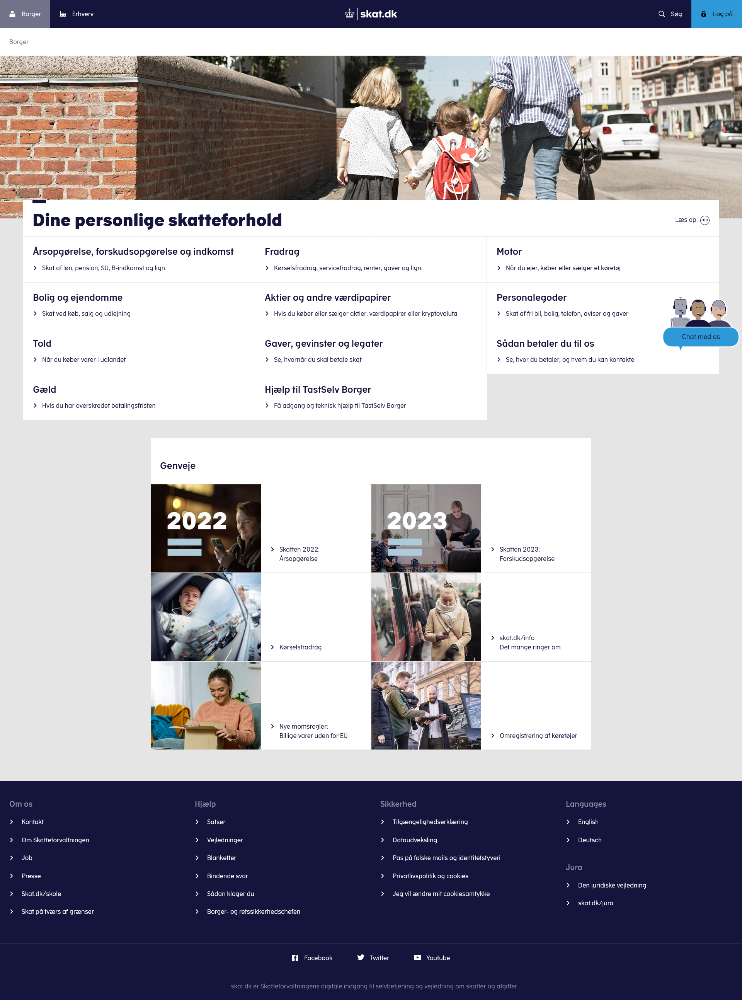 Borger
Erhverv
skat.dk
Søg
Log på
Borger
Dine personlige skatteforhold
Læs op
Årsopgørelse, forskudsopgørelse og indkomst
Skat af løn, pension, SU, B-indkomst og lign.
Fradrag
Kørselsfradrag, servicefradrag, renter, gaver og lign.
Motor
Når du ejer, køber eller sælger et køretøj
Bolig og ejendomme
Skat ved køb, salg og udlejning
Aktier og andre værdipapirer
Hvis du køber eller sælger aktier, værdipapirer eller kryptovaluta
Personalegoder
Skat af fri bil, bolig, telefon, aviser og gaver
Told
Når du køber varer i udlandet
Gaver, gevinster og legater
Se, hvornår du skal betale skat
Sådan betaler du til os
Se, hvor du betaler, og hvem du kan kontakte
Chat med os
Gæld
Hvis du har overskredet betalingsfristen
Hjælp til TastSelv Borger
Få adgang og teknisk hjælp til TastSelv Borger
Genveje
2022
Skatten 2022:
Årsopgørelse
2023
Skatten 2023:
Forskudsopgørelse
Kørselsfradrag
skat.dk/info
Det mange ringer om
Nye momsregler:
Billige varer uden for EU
Omregistrering af køretøjer
Om os
Kontakt
Om Skatteforvaltningen
Job
Presse
Skat.dk/skole
Skat på tværs af grænser
Hjælp
Satser
Vejledninger
Blanketter
Bindende svar
Sådan klager du
Borger- og retssikkerhedschefen
Sikkerhed
Tilgængelighedserklæring
Dataudveksling
Pas på falske mails og identitetstyveri
Privatlivspolitik og cookies
Jeg vil ændre mit cookiesamtykke
Languages
English
Deutsch
Jura
Den juridiske vejledning
skat.dk/jura
Facebook
Twitter
Youtube
skat.dk er Skatteforvaltningens digitale indgang til selvbetjening og vejledning om skatter og afgifter